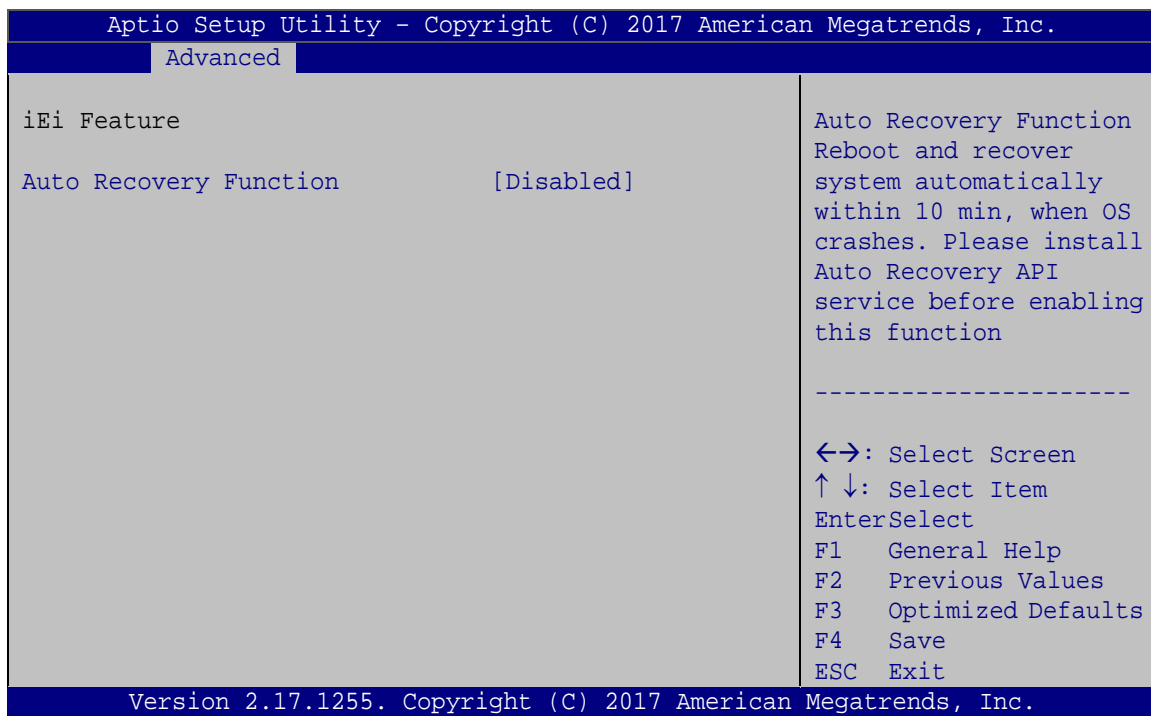 Aptio Setup Utility – Copyright (C) 2017 American Megatrends, Inc.
Advanced
iEi Feature
Auto Recovery Function [Disabled]
Auto Recovery Function
Reboot and recover
system automatically
within 10 min, when OS
crashes. Please install
Auto Recovery API
service before enabling
this function
----------------------
←→: Select Screen
↑ ↓: Select Item
EnterSelect
F1 General Help
F2 Previous Values
F3 Optimized Defaults
F4 Save
ESC Exit
Version 2.17.1255. Copyright (C) 2017 American Megatrends, Inc.